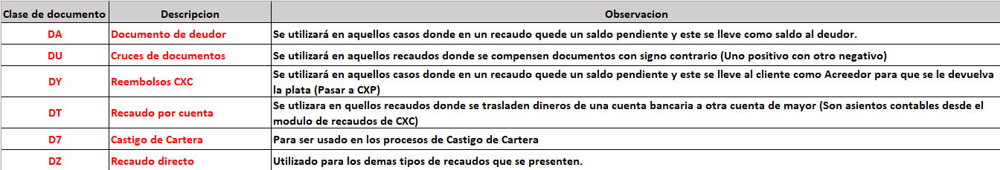 Clase de documento Descripcion Observacion
DA Documento de deudor Se utilizará en aquellos casos donde en un recaudo quede un saldo pendiente y este se lleve como saldo al deudor.
DU Cruces de documentos Se utilizará en aquellos recaudos donde se compensen documentos con signo contrario (Uno positivo con otro negativo)
DY Reembolsos CXC Se utilizará en aquellos casos donde en un recaudo quede un saldo pendiente y este se lleve al cliente como Acreedor para que se le devuelva
la plata (Pasar a CXP)
DT Recaudo por cuenta Se utlizara en quellos recaudos donde se trasladen dineros de una cuenta bancaria a otra cuenta de mayor (Son asientos contables desde el
modulo de recaudos de CXC)
D7 Castigo de Cartera Para ser usado en los procesos de Castigo de Cartera
DZ Recaudo directo Utilizado para los demas tipos de recaudos que se presenten.